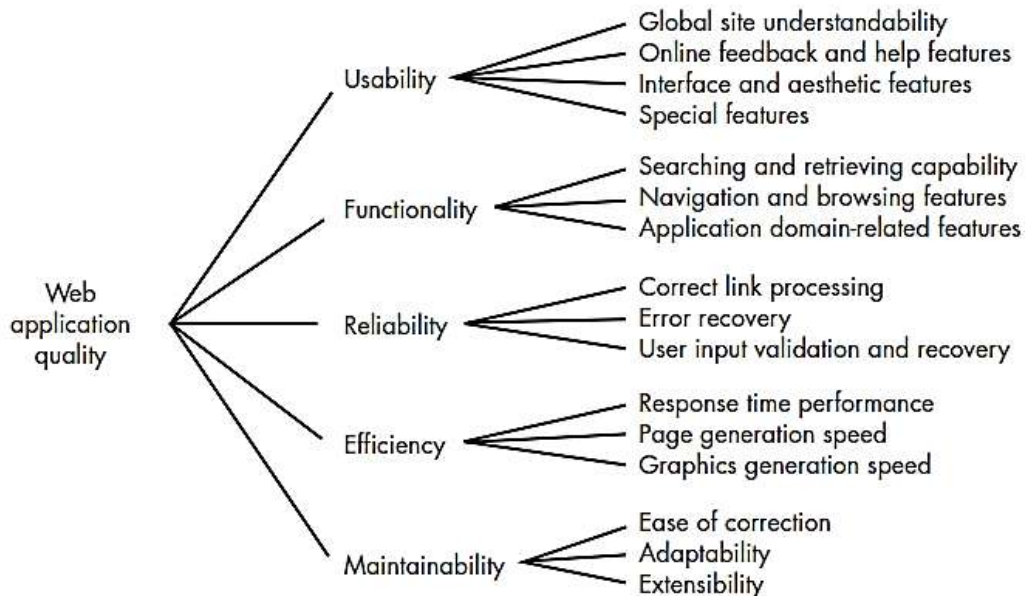 Web
application
quality
Usability
Global site understandability
Online feedback and help features
Interface and aesthetic features
Special features
Functionality
Searching and retrieving capability
Navigation and browsing features
Application domain-related features
Reliability
Correct link processing
Error recovery
User input validation and recovery
Efficiency
Response time performance
Page generation speed
Graphics generation speed
Maintainability
Ease of correction
Adaptability
Extensibility